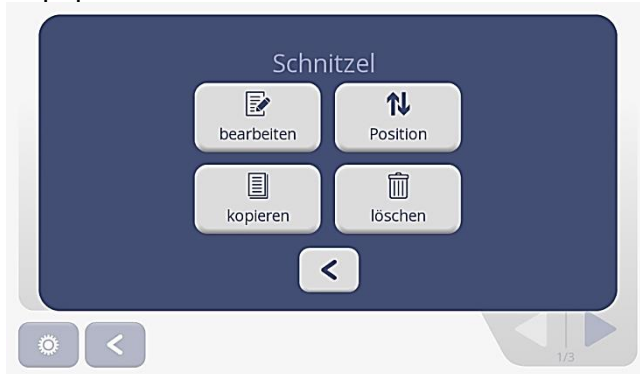 Schnitzel
bearbeiten
Position
kopieren
löschen
1/3